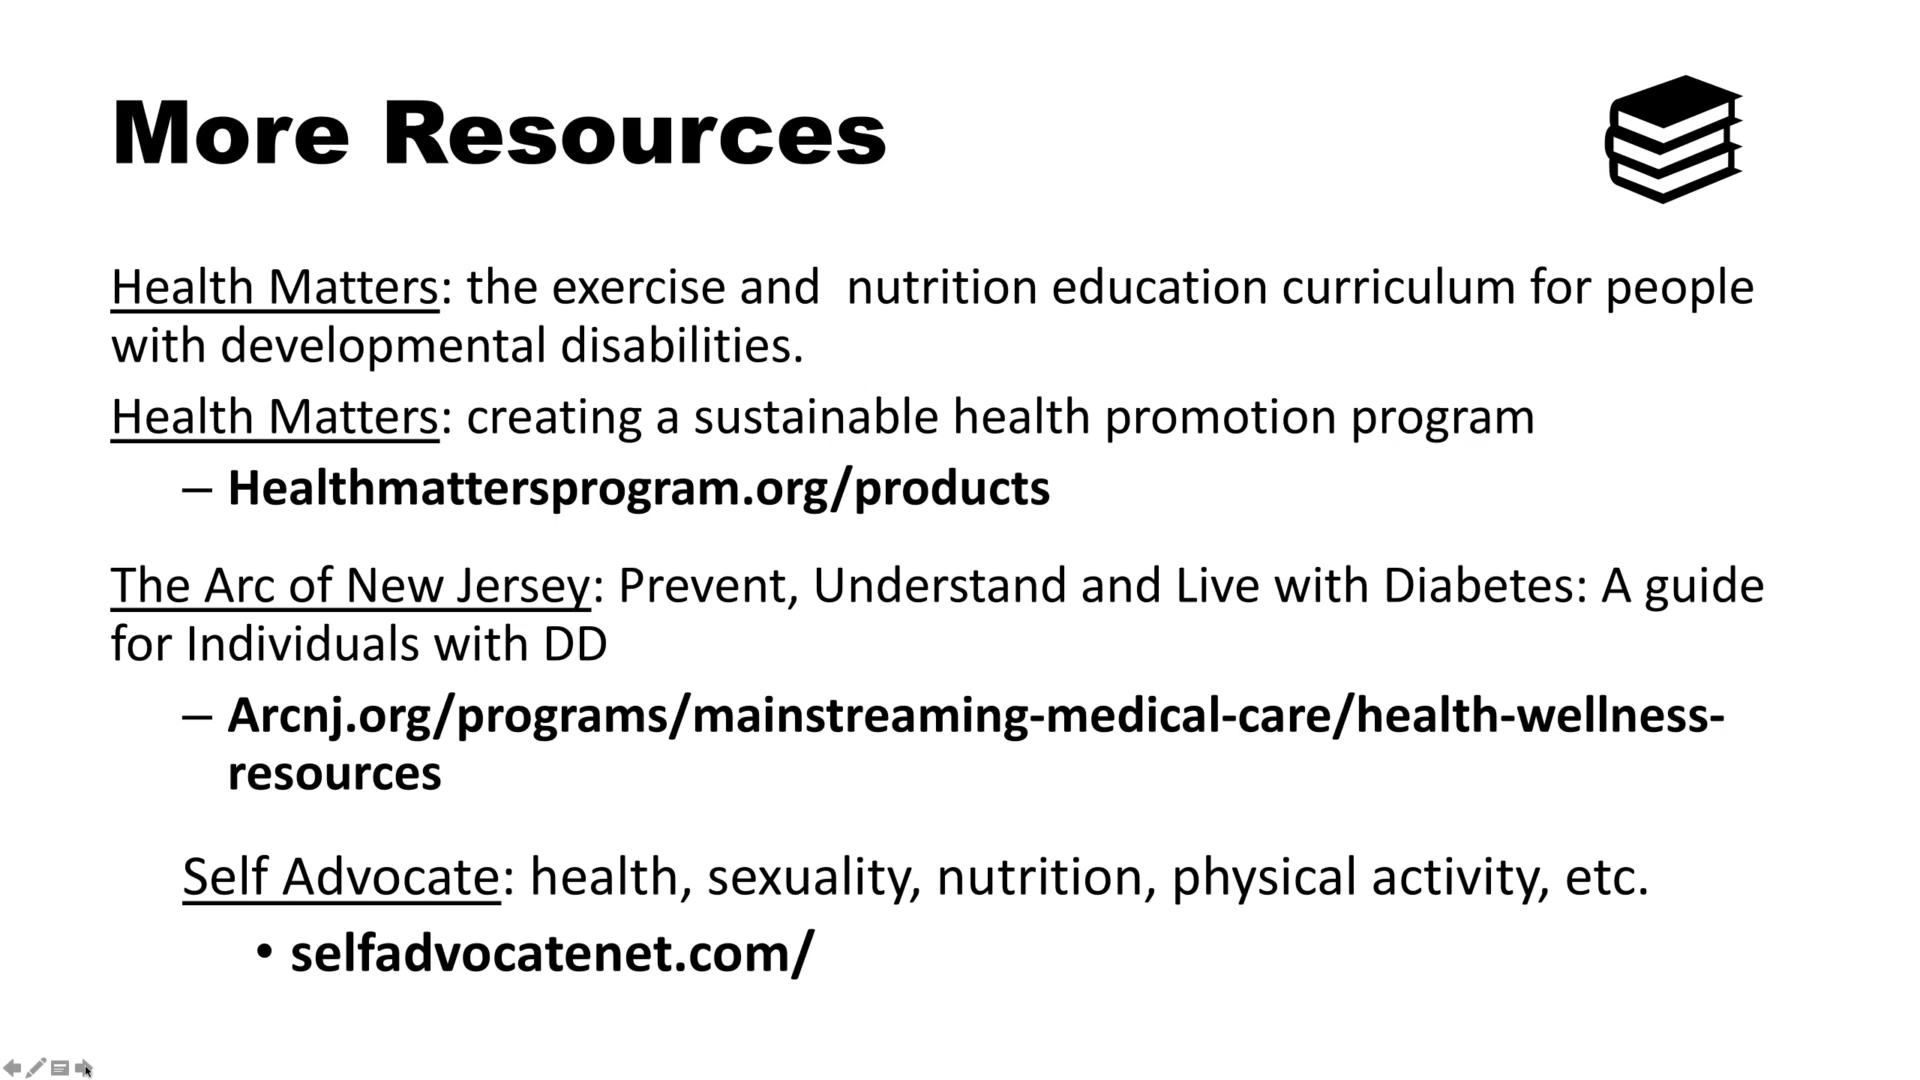 More Resources
Health Matters: the exercise and  nutrition education curriculum for people
with developmental disabilities.
Health Matters: creating a sustainable health promotion program
– Healthmattersprogram.org/products
The Arc of New Jersey: Prevent, Understand and Live with Diabetes: A guide
for Individuals with DD
– Arcnj.org/programs/mainstreaming-medical-care/health-wellness-
resources
Self Advocate: health, sexuality, nutrition, physical activity, etc.
• selfadvocatenet.com/